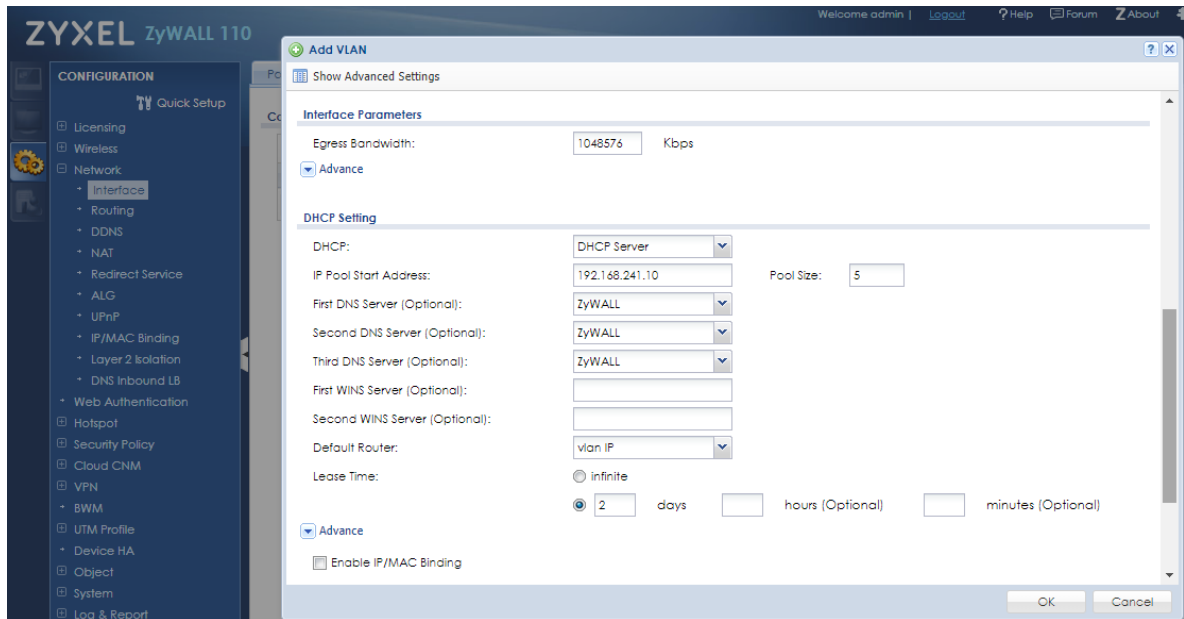 Welcome admin | Logout ? Help Forum Z About
ZYXEL ZyWALL 110
Add VLAN
Show Advanced Settings
CONFIGURATION
Quick Setup
Licensing
Wireless
Network
Interface
Routing
DDNS
NAT
Redirect Service
ALG
UPnP
IP/MAC Binding
Layer 2 Isolation
DNS Inbound LB
Web Authentication
Hotspot
Security Policy
Cloud CNM
VPN
BWM
UTM Profile
Device HA
Object
System
Log & Report
Interface Parameters
Egress Bandwidth: 1048576 Kbps
Advance
DHCP Setting
DHCP: DHCP Server
IP Pool Start Address: 192.168.241.10 Pool Size: 5
First DNS Server (Optional): ZyWALL
Second DNS Server (Optional): ZyWALL
Third DNS Server (Optional): ZyWALL
First WINS Server (Optional):
Second WINS Server (Optional):
Default Router: vlan IP
Lease Time: infinite
2 days hours (Optional) minutes (Optional)
Advance
Enable IP/MAC Binding
OK Cancel